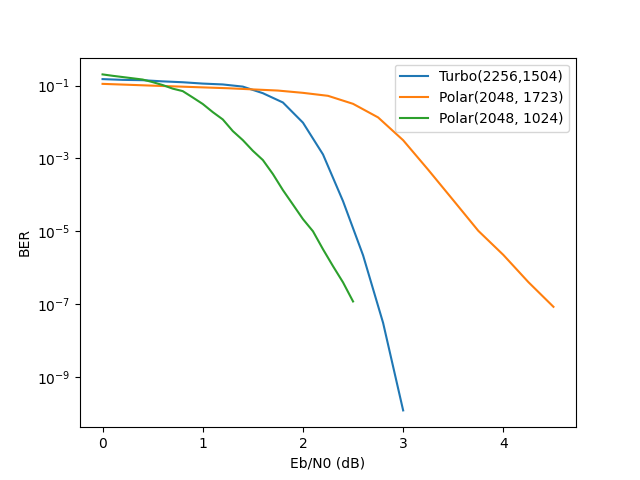 Turbo(2256,1504)
Polar(2048, 1723)
Polar(2048, 1024)
10⁻¹
10⁻³
10⁻⁵
10⁻⁷
10⁻⁹
BER
0 1 2 3 4
Eb/N0 (dB)